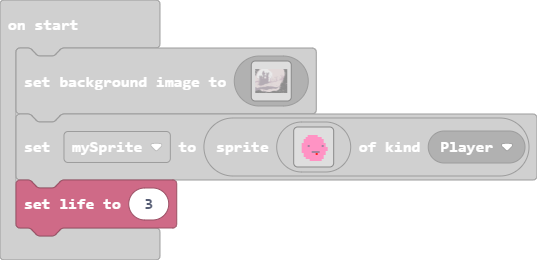 on start
set background image to
set mySprite to sprite of kind Player
set life to 3